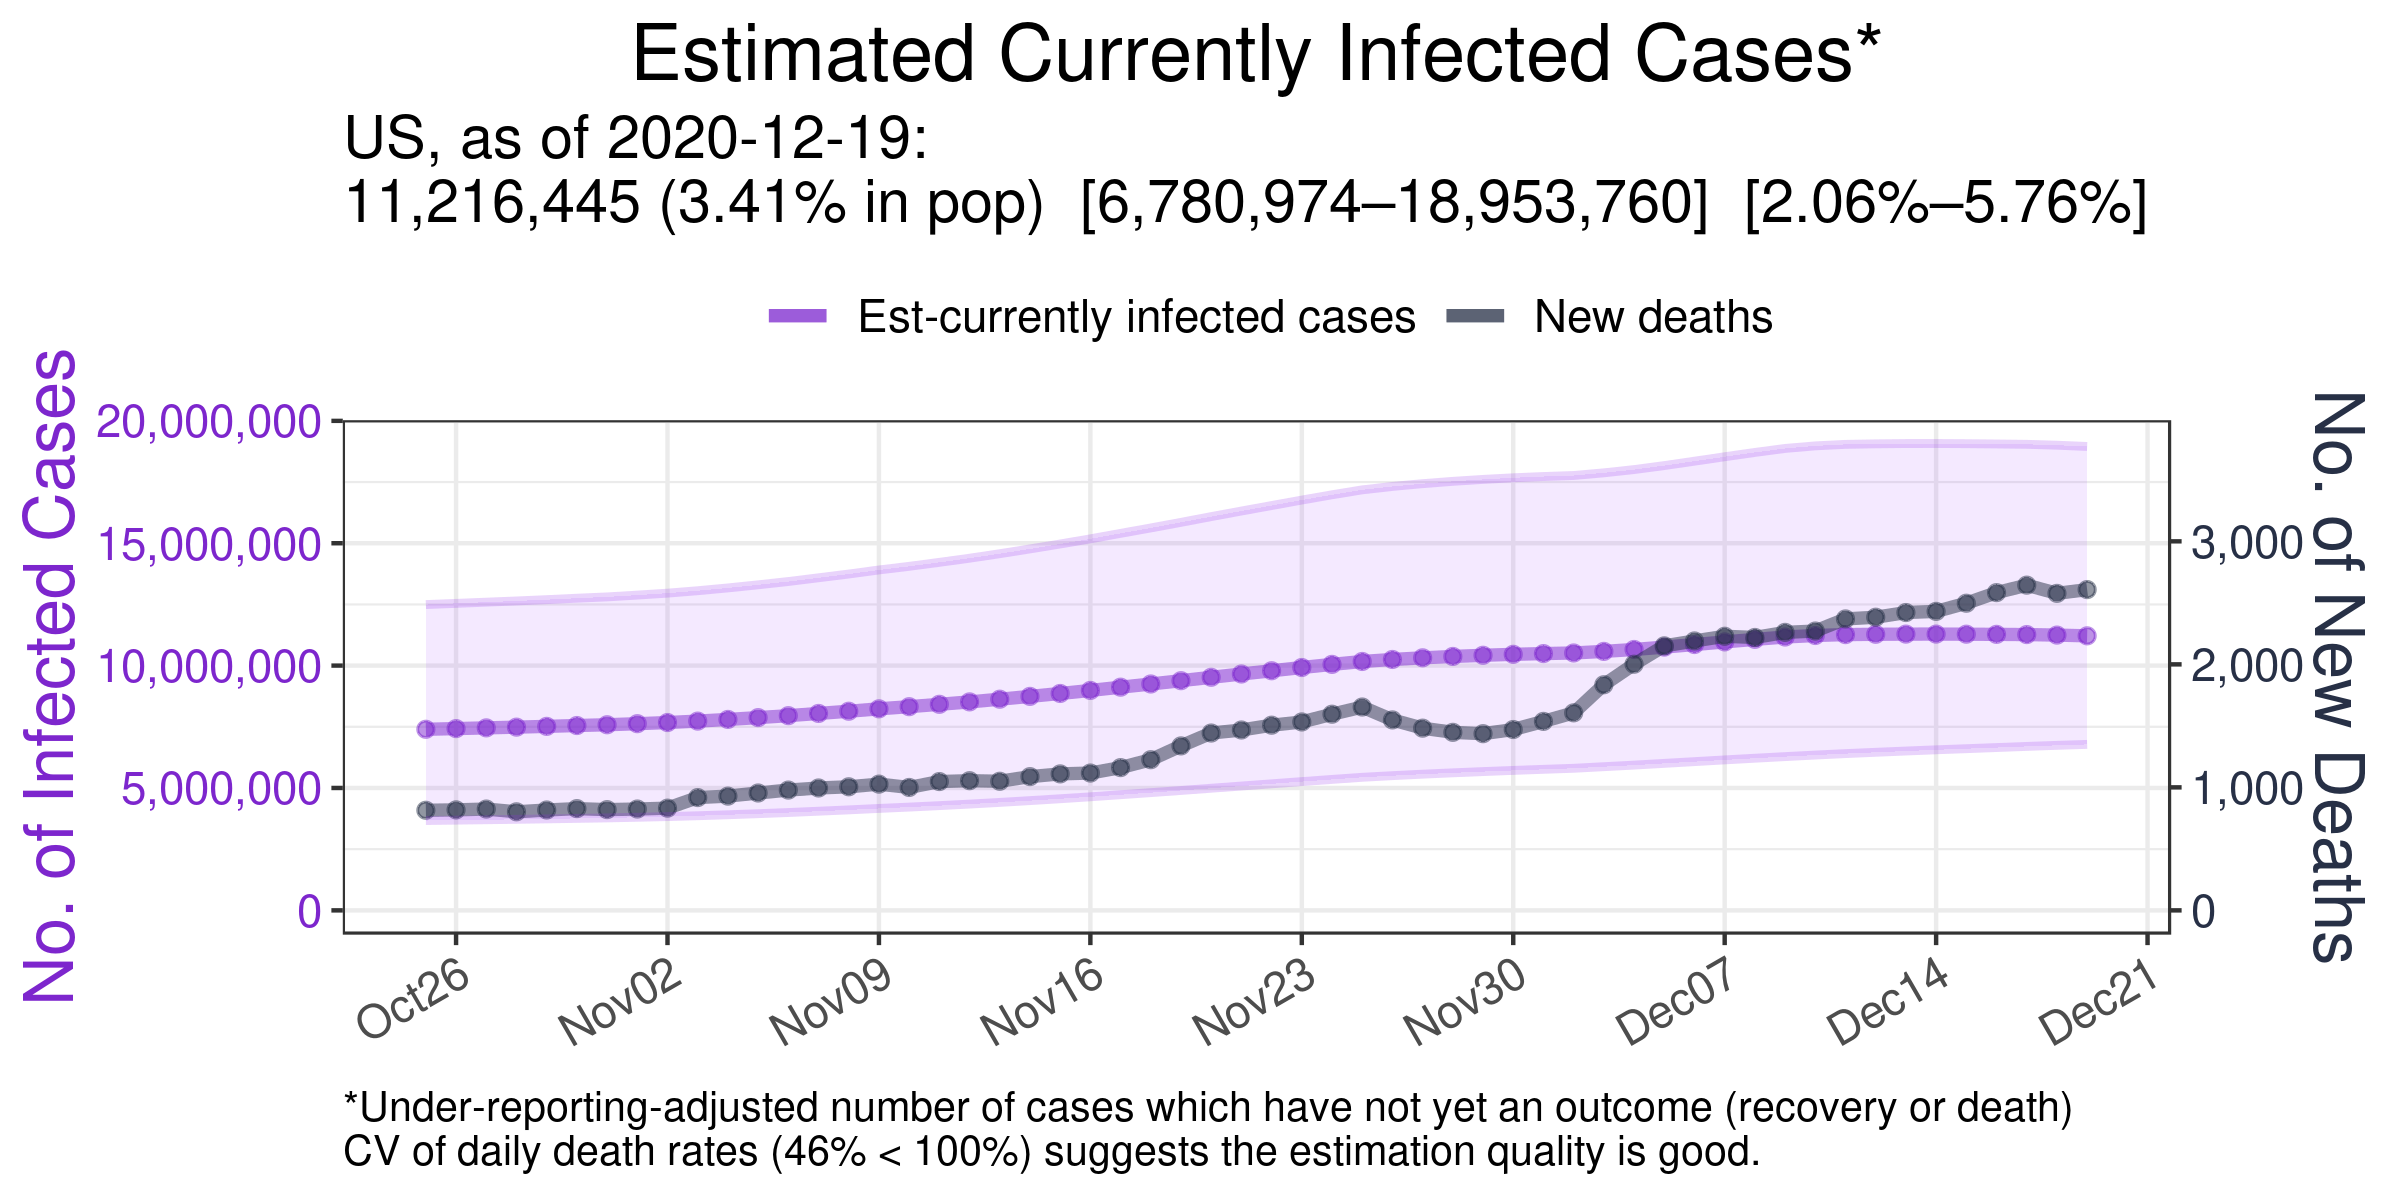 Estimated Currently Infected Cases*
US, as of 2020-12-19:
11,216,445 (3.41% in pop)  [6,780,974–18,953,760]  [2.06%–5.76%]
Est-currently infected cases
New deaths
No. of Infected Cases
20,000,000
15,000,000
10,000,000
5,000,000
0
3,000
2,000
1,000
0
No. of New Deaths
Oct26
Nov02
Nov09
Nov16
Nov23
Nov30
Dec07
Dec14
Dec21
*Under-reporting-adjusted number of cases which have not yet an outcome (recovery or death)
CV of daily death rates (46% < 100%) suggests the estimation quality is good.